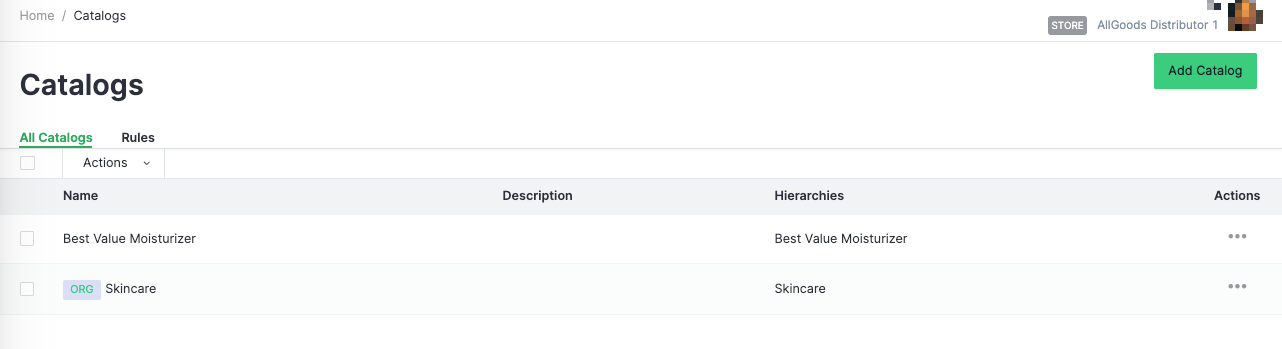 Home / Catalogs
STORE AllGoods Distributor 1
Catalogs
Add Catalog
All Catalogs Rules
Actions
Name Description Hierarchies Actions
Best Value Moisturizer Best Value Moisturizer
ORG Skincare Skincare